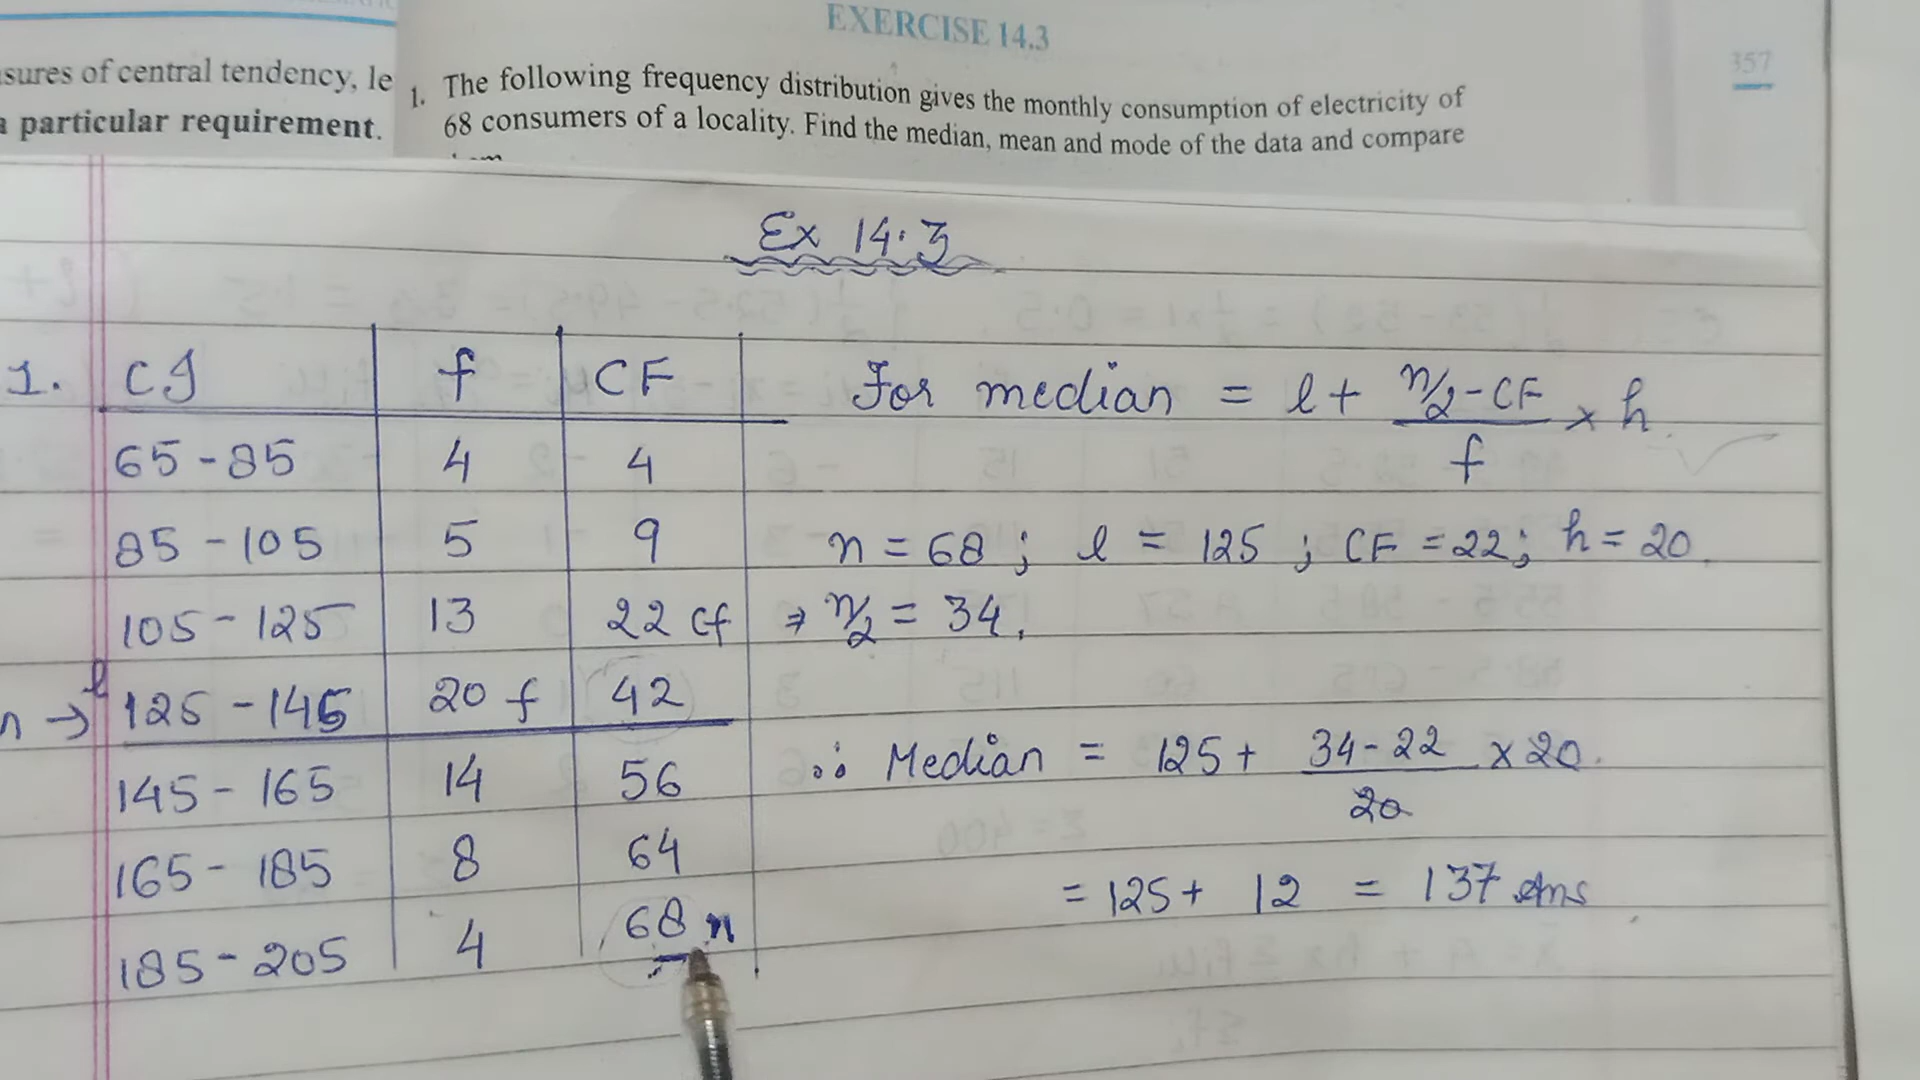 EXERCISE 14.3
357
sures of central tendency, le
particular requirement.
1. The following frequency distribution gives the monthly consumption of electricity of
68 consumers of a locality. Find the median, mean and mode of the data and compare
Ex 14.3
1. CI f CF
65-85 4 4
85-105 5 9
105-125 13 22 cf
l
n → 125-145 20 f 42
145-165 14 56
165-185 8 64
185-205 4 68 n
For median = l + n/2 - CF / f × h
n = 68 ; l = 125 ; CF = 22 ; h = 20
⇒ n/2 = 34.
∴ Median = 125 + 34-22 / 20 × 20.
= 125 + 12 = 137 Ans